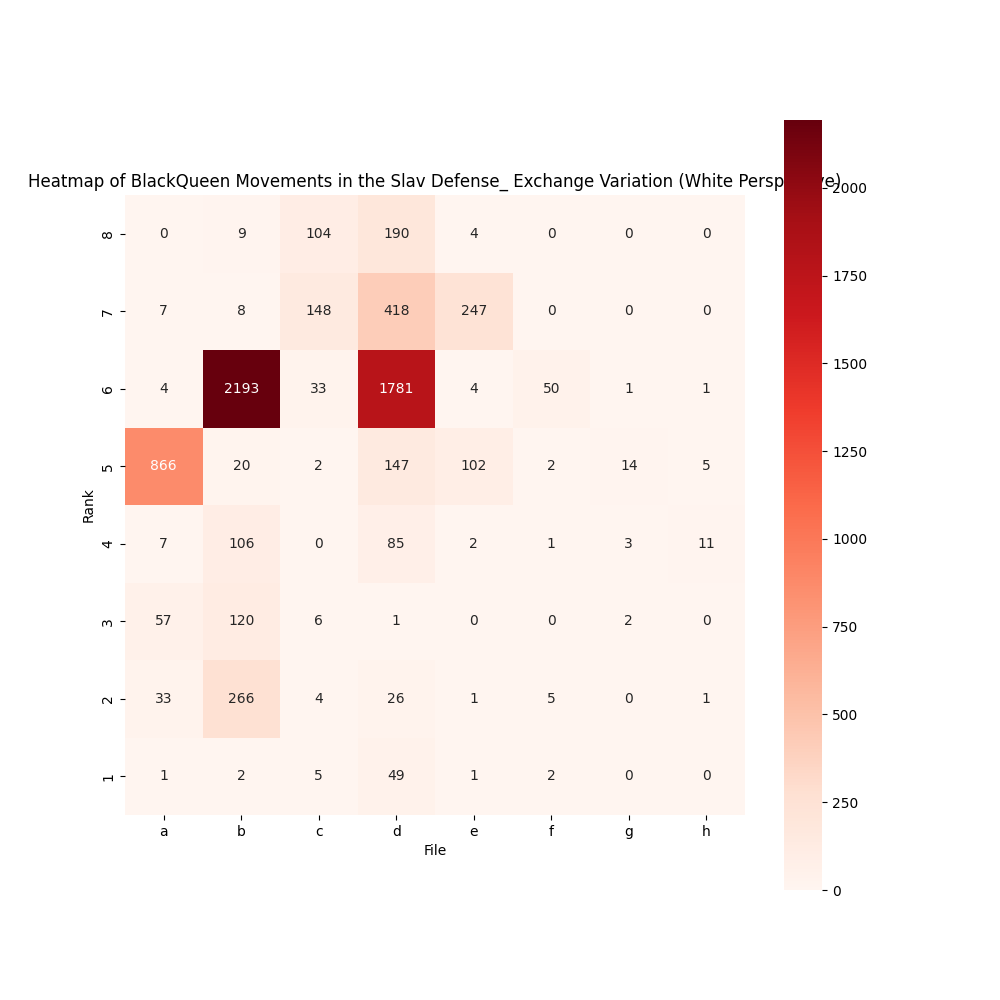 Heatmap of BlackQueen Movements in the Slav Defense_ Exchange Variation (White Persp ve)
2000
8 0 9 104 190 4 0 0 0
1750
7 7 8 148 418 247 0 0 0
1500
6 4 2193 33 1781 4 50 1 1
1250
5 866 20 2 147 102 2 14 5
Rank
1000
4 7 106 0 85 2 1 3 11
3 57 120 6 1 0 0 2 0
750
2 33 266 4 26 1 5 0 1
500
1 1 2 5 49 1 2 0 0
250
a b c d e f g h
File
0